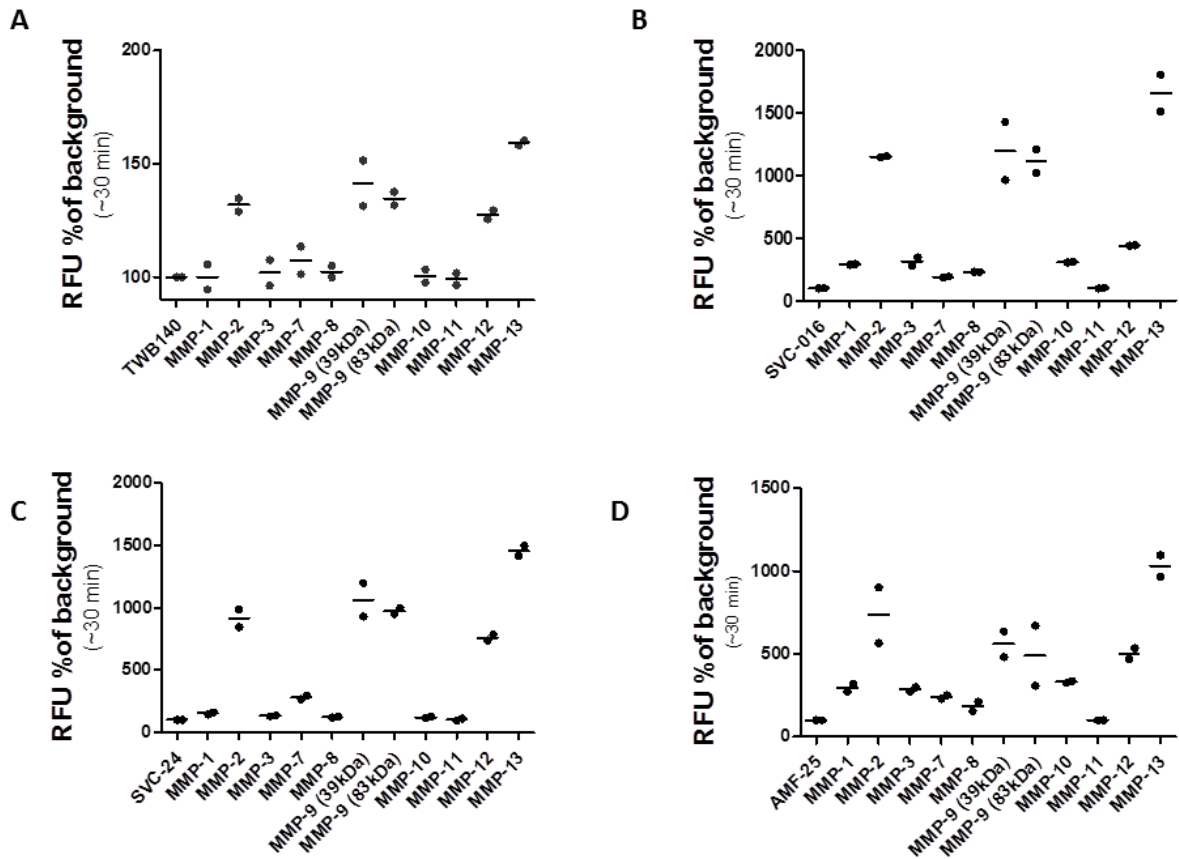 A
RFU % of background
(~30 min)
200
150
100
TWB140
MMP-1
MMP-2
MMP-3
MMP-7
MMP-8
MMP-9 (39kDa)
MMP-9 (83kDa)
MMP-10
MMP-11
MMP-12
MMP-13
B
RFU % of background
(~30 min)
2000
1500
1000
500
0
SVC-016
MMP-1
MMP-2
MMP-3
MMP-7
MMP-8
MMP-9 (39kDa)
MMP-9 (83kDa)
MMP-10
MMP-11
MMP-12
MMP-13
C
RFU % of background
(~30 min)
2000
1500
1000
500
0
SVC-24
MMP-1
MMP-2
MMP-3
MMP-7
MMP-8
MMP-9 (39kDa)
MMP-9 (83kDa)
MMP-10
MMP-11
MMP-12
MMP-13
D
RFU % of background
(~30 min)
1500
1000
500
0
AMF-25
MMP-1
MMP-2
MMP-3
MMP-7
MMP-8
MMP-9 (39kDa)
MMP-9 (83kDa)
MMP-10
MMP-11
MMP-12
MMP-13